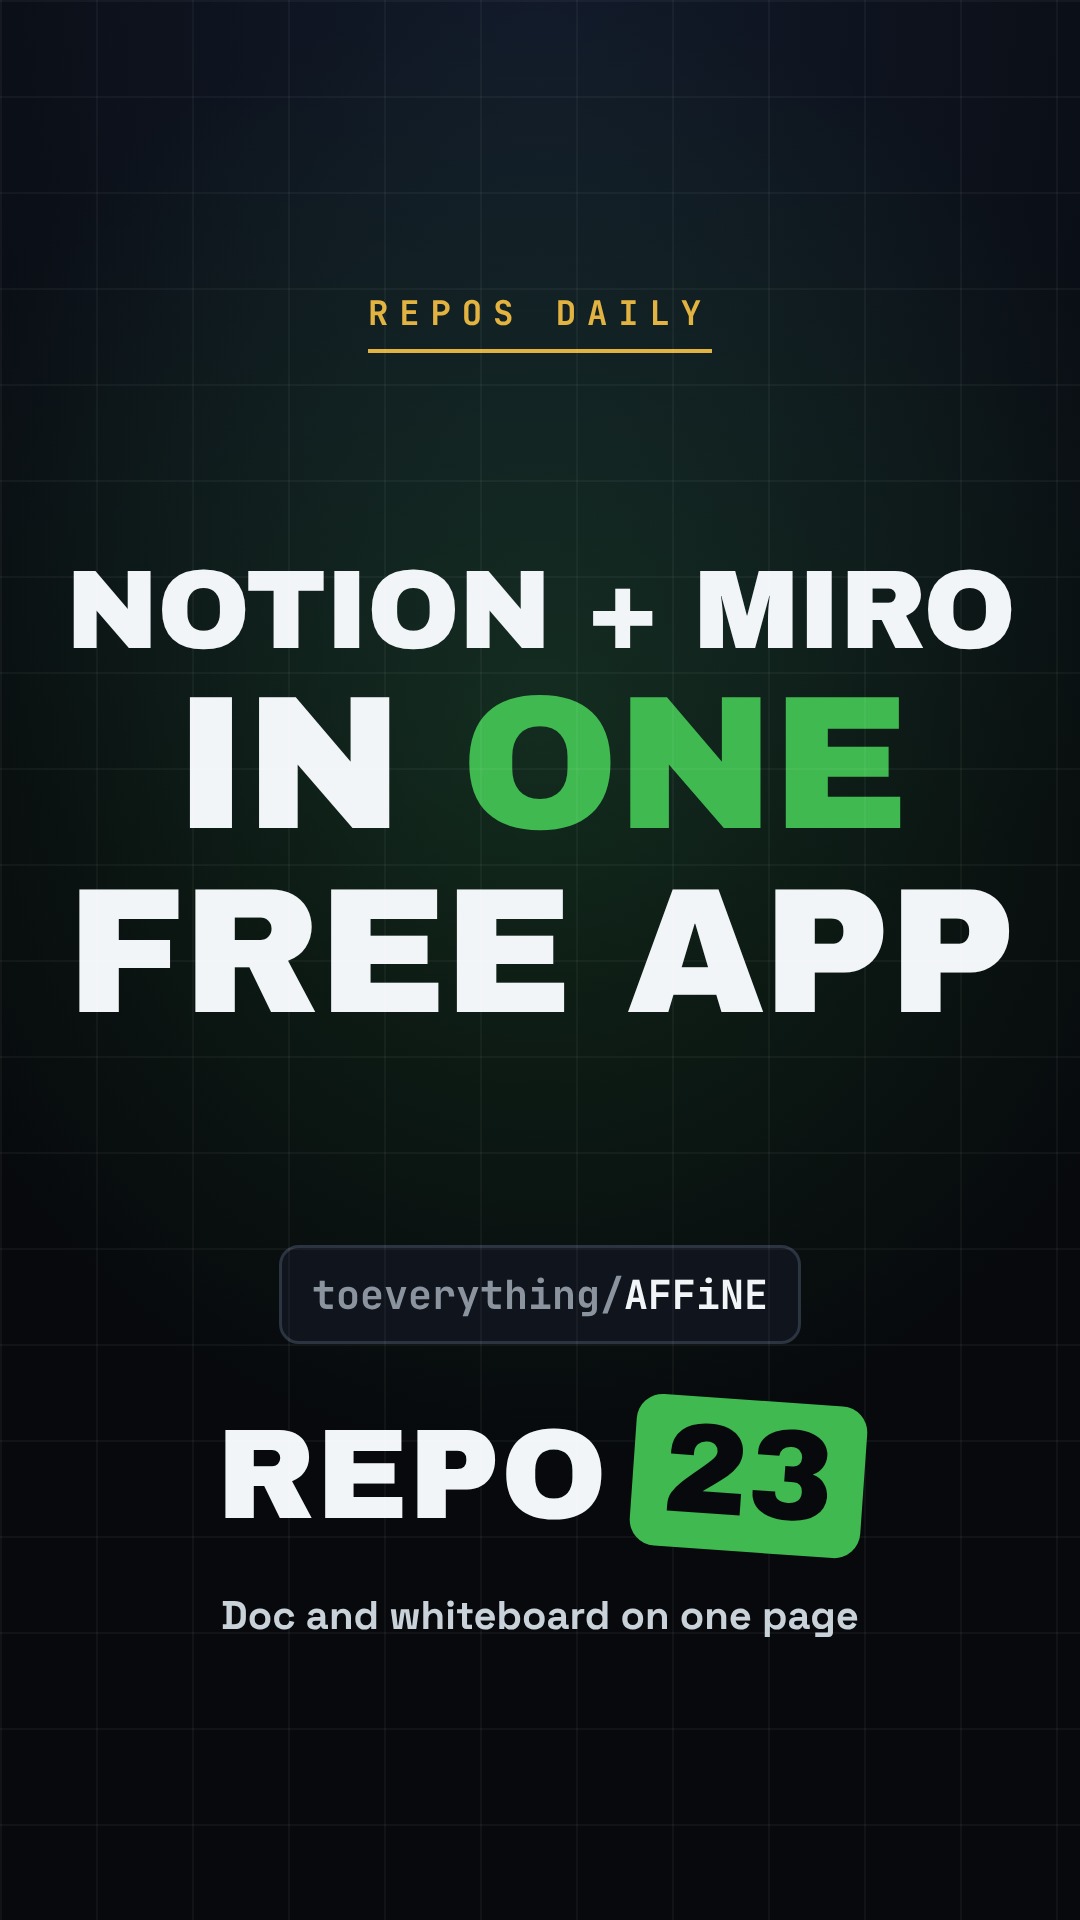 REPOS DAILY
NOTION + MIRO
IN ONE
FREE APP
toeverything/AFFiNE
REPO 23
Doc and whiteboard on one page